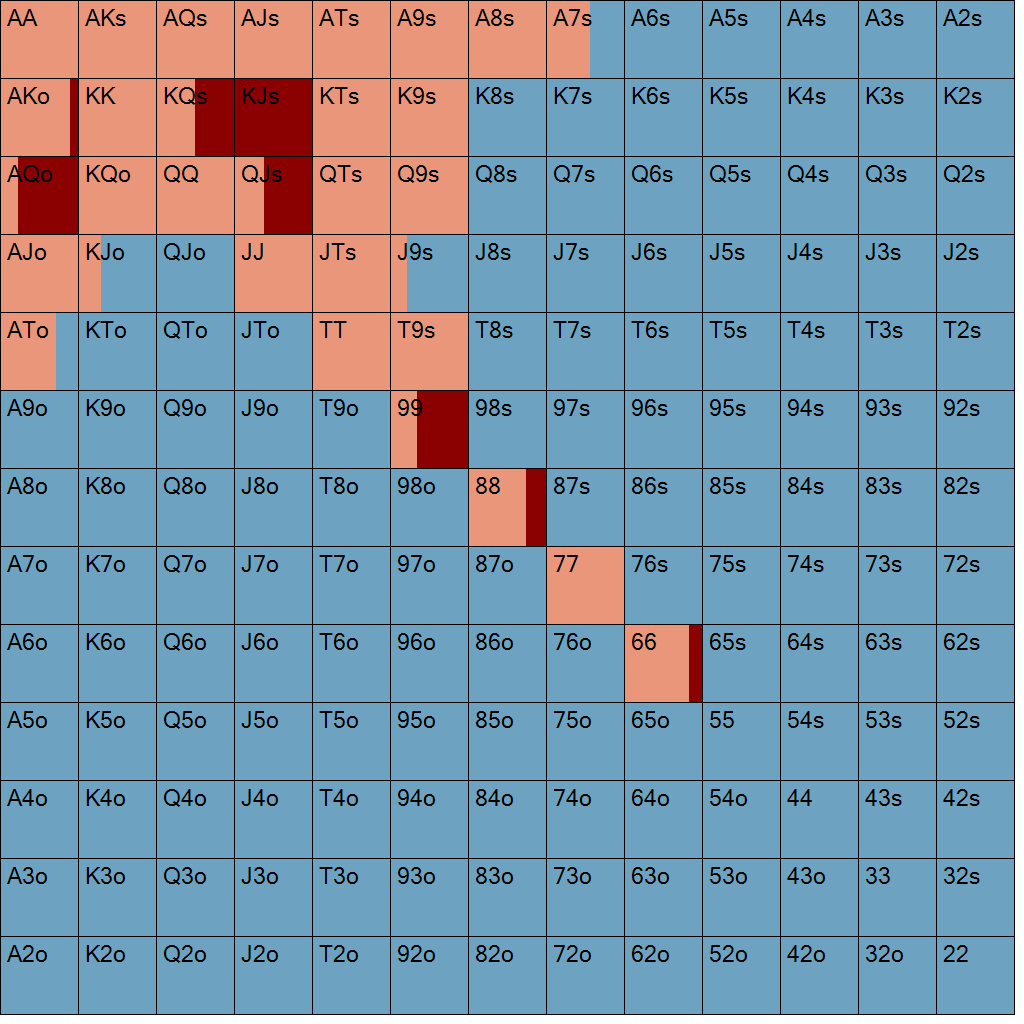 AA AKs AQs AJs ATs A9s A8s A7s A6s A5s A4s A3s A2s
AKo KK KQs KJs KTs K9s K8s K7s K6s K5s K4s K3s K2s
AQo KQo QQ QJs QTs Q9s Q8s Q7s Q6s Q5s Q4s Q3s Q2s
AJo KJo QJo JJ JTs J9s J8s J7s J6s J5s J4s J3s J2s
ATo KTo QTo JTo TT T9s T8s T7s T6s T5s T4s T3s T2s
A9o K9o Q9o J9o T9o 99 98s 97s 96s 95s 94s 93s 92s
A8o K8o Q8o J8o T8o 98o 88 87s 86s 85s 84s 83s 82s
A7o K7o Q7o J7o T7o 97o 87o 77 76s 75s 74s 73s 72s
A6o K6o Q6o J6o T6o 96o 86o 76o 66 65s 64s 63s 62s
A5o K5o Q5o J5o T5o 95o 85o 75o 65o 55 54s 53s 52s
A4o K4o Q4o J4o T4o 94o 84o 74o 64o 54o 44 43s 42s
A3o K3o Q3o J3o T3o 93o 83o 73o 63o 53o 43o 33 32s
A2o K2o Q2o J2o T2o 92o 82o 72o 62o 52o 42o 32o 22